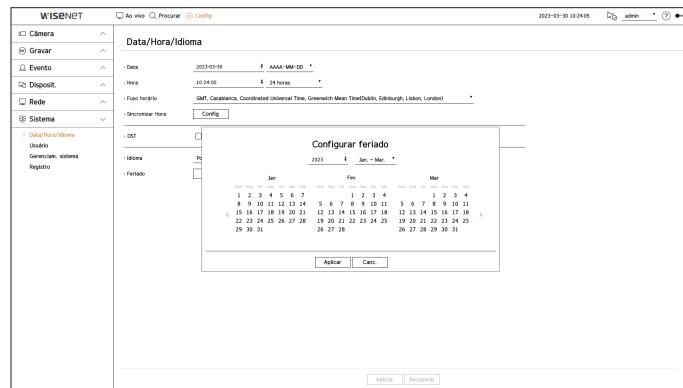 WISENET
Ao vivo Procurar Config
2023-03-30 10:24:05 admin
Câmera
Gravar
Evento
Disposit.
Rede
Sistema
Data/Hora/Idioma
Usuário
Gerenciam. sistema
Registro
Data/Hora/Idioma
Data 2023-03-30 AAAA-MM-DD
Hora 10:24:05 24 horas
Fuso horário GMT, Casablanca, Coordinated Universal Time, Greenwich Mean Time(Dublin, Edinburgh, Lisbon, London)
Sincronizar Hora Config
DST
Idioma Po
Feriado
Configurar feriado
2023 Jan. – Mar.
Jan Fev Mar
1 2 3 4 5 6 7 1 2 3 4 1 2 3 4
8 9 10 11 12 13 14 5 6 7 8 9 10 11 5 6 7 8 9 10 11
15 16 17 18 19 20 21 12 13 14 15 16 17 18 12 13 14 15 16 17 18
22 23 24 25 26 27 28 19 20 21 22 23 24 25 19 20 21 22 23 24 25
29 30 31 26 27 28 26 27 28 29 30 31
Aplicar Canc.
Aplicar Recuperar